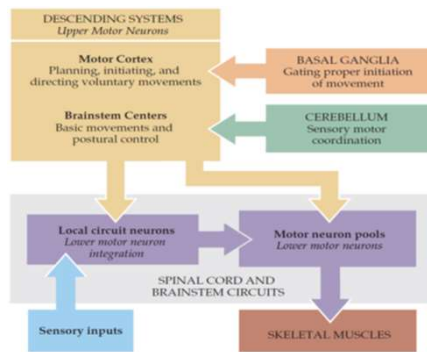 DESCENDING SYSTEMS
Upper Motor Neurons
Motor Cortex
Planning, initiating, and
directing voluntary movements
Brainstem Centers
Basic movements and
postural control
BASAL GANGLIA
Gating proper initiation
of movement
CEREBELLUM
Sensory motor
coordination
Local circuit neurons
Lower motor neuron
integration
Motor neuron pools
Lower motor neurons
SPINAL CORD AND
BRAINSTEM CIRCUITS
Sensory inputs
SKELETAL MUSCLES